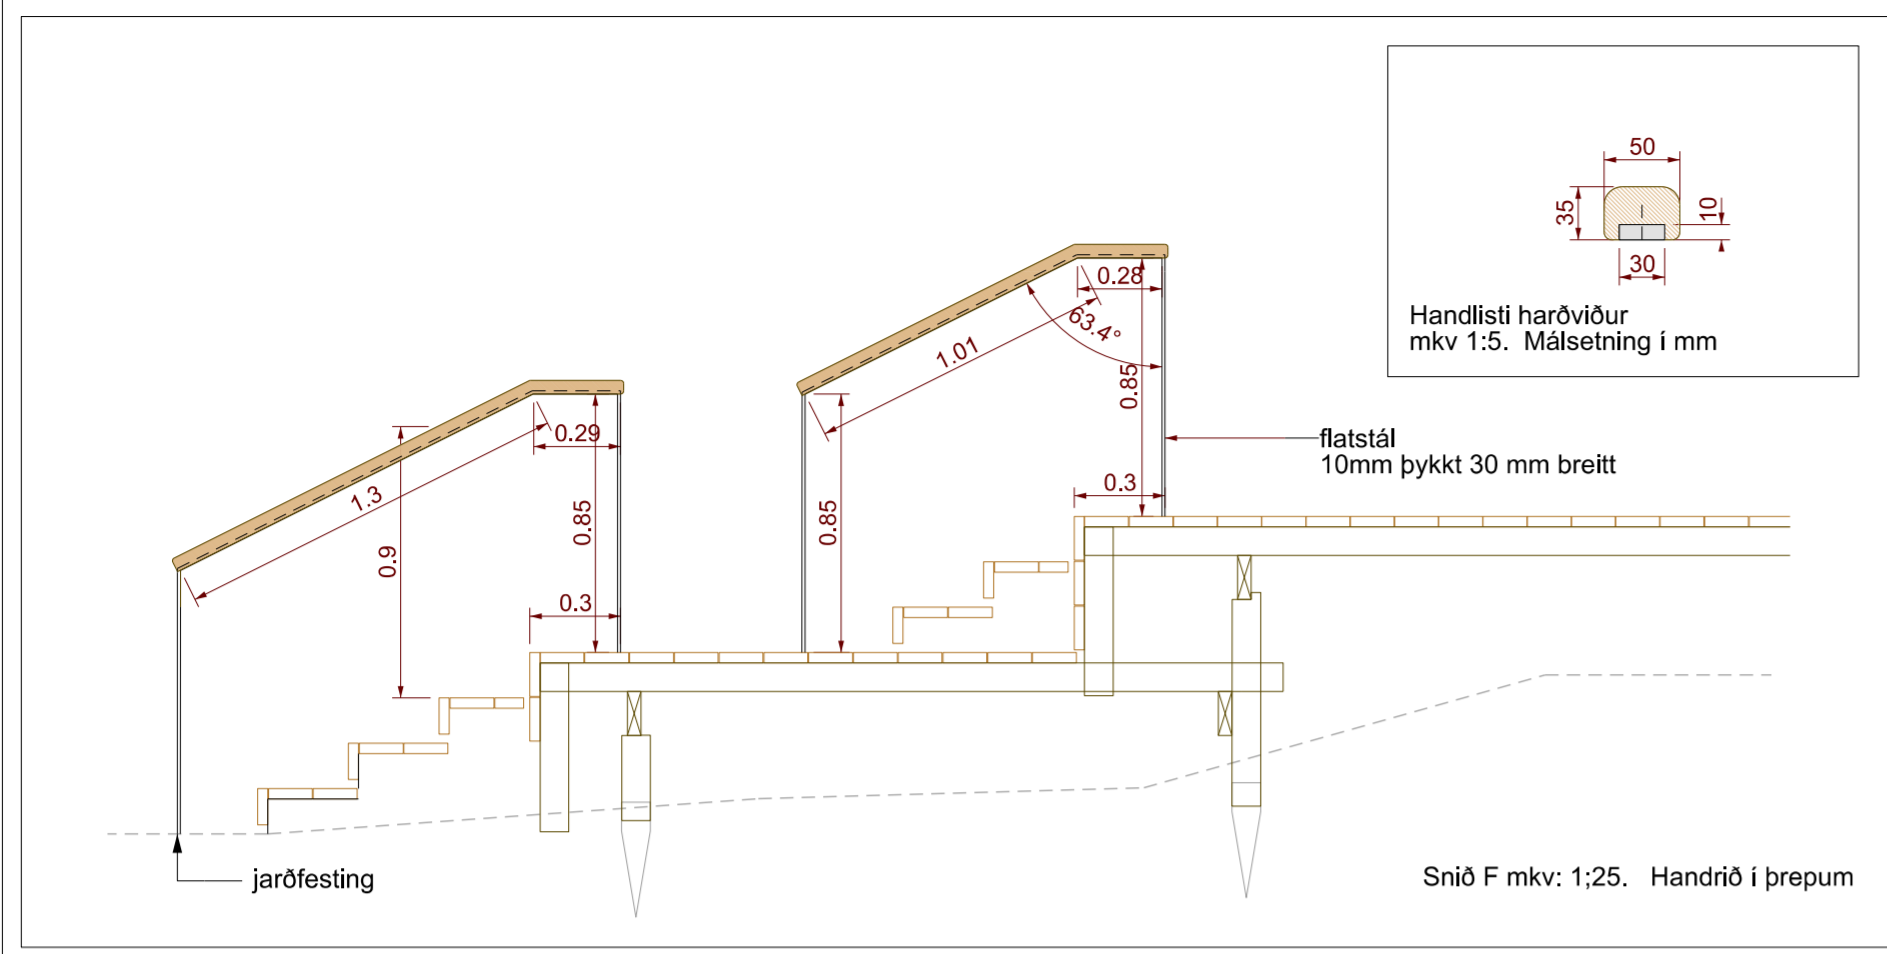 50
35
10
30
Handlisti harðviður
mkv 1:5. Málsetning í mm
0.28
63.4°
1.01
0.85
0.29
1.3
0.9
0.85
0.85
0.3
0.3
flatstál
10mm þykkt 30 mm breitt
jarðfesting
Snið F mkv: 1;25. Handrið í þrepum